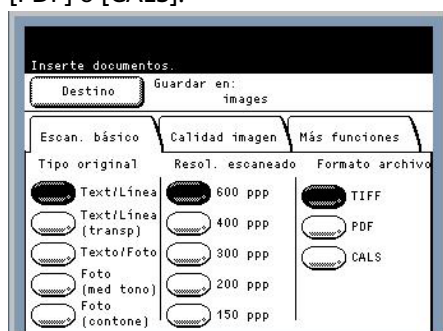 [PDF] o [CALS].
Inserte documentos.
Destino
Guardar en:
images
Escan. básico
Calidad imagen
Más funciones
Tipo original
Resol. escaneado
Formato archivo
Text/Línea
600 ppp
TIFF
Text/Línea
(transp)
400 ppp
PDF
Texto/Foto
300 ppp
CALS
Foto
(med tono)
200 ppp
Foto
(contone)
150 ppp